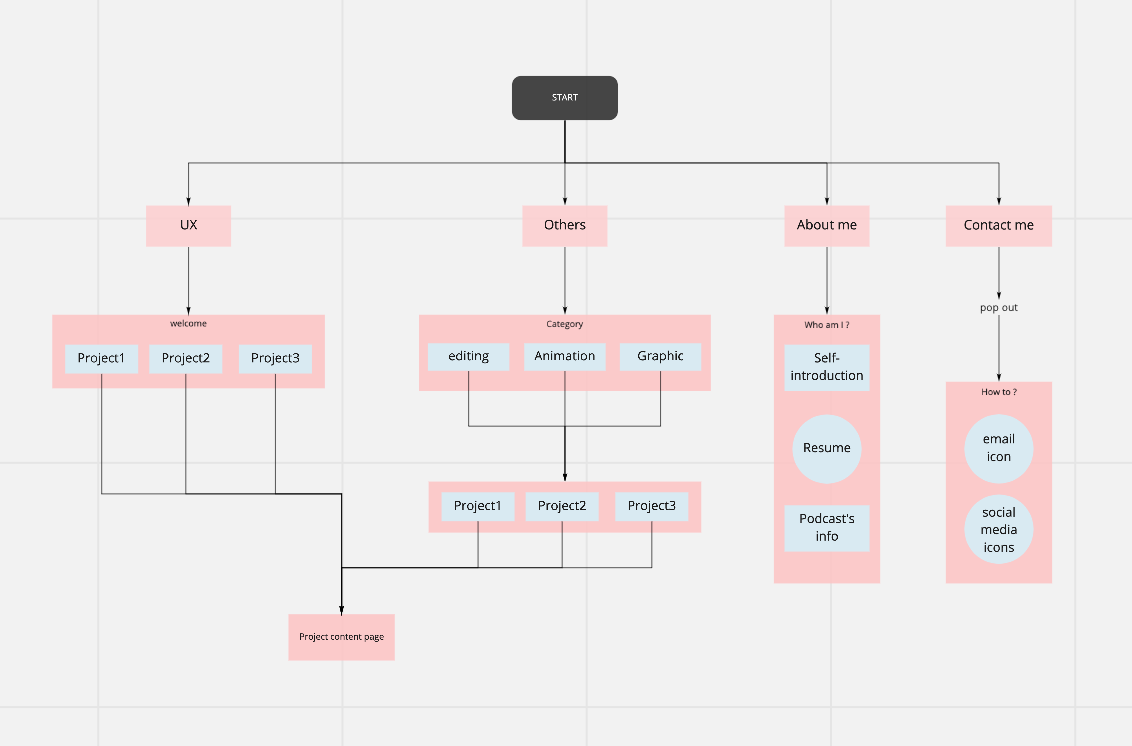 START
UX
Others
About me
Contact me
pop out
welcome
Project1
Project2
Project3
Category
editing
Animation
Graphic
Who am I ?
Self-
introduction
Resume
Podcast's
info
How to ?
email
icon
social
media
icons
Project1
Project2
Project3
Project content page